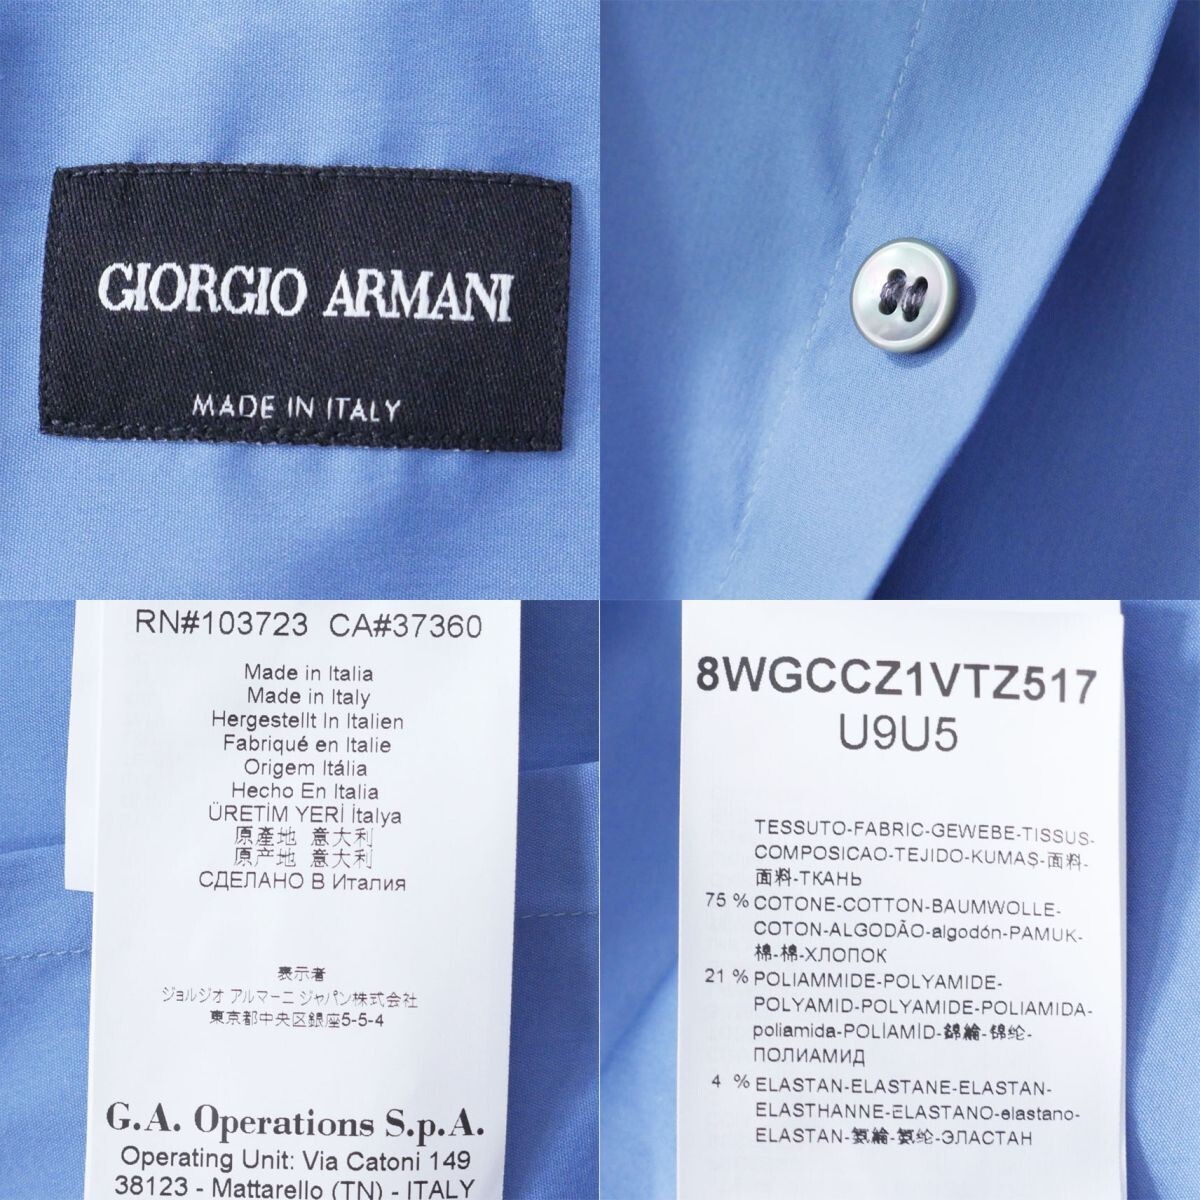 GIORGIO ARMANI
MADE IN ITALY
RN#103723 CA#37360
Made in Italia
Made in Italy
Hergestellt In Italien
Fabriqué en Italie
Origem Itália
Hecho En Italia
ÜRETİM YERİ İtalya
原產地 意大利
原产地 意大利
СДЕЛАНО В Италия
表示者
ジョルジオ アルマーニ ジャパン株式会社
東京都中央区銀座5-5-4
G.A. Operations S.p.A.
Operating Unit: Via Catoni 149
38123 - Mattarello (TN) - ITALY
8WGCCZ1VTZ517
U9U5
TESSUTO-FABRIC-GEWEBE-TISSUS-
COMPOSICAO-TEJIDO-KUMAŞ-面料-
面料-ТКАНЬ
75 % COTONE-COTTON-BAUMWOLLE-
COTON-ALGODÃO-algodón-PAMUK-
棉-棉-ХЛОПОК
21 % POLIAMMIDE-POLYAMIDE-
POLYAMID-POLYAMIDE-POLIAMIDA-
poliamida-POLİAMİD-錦綸-锦纶-
ПОЛИАМИД
4 % ELASTAN-ELASTANE-ELASTAN-
ELASTHANNE-ELASTANO-elastano-
ELASTAN-氨綸-氨纶-ЭЛАСТАН